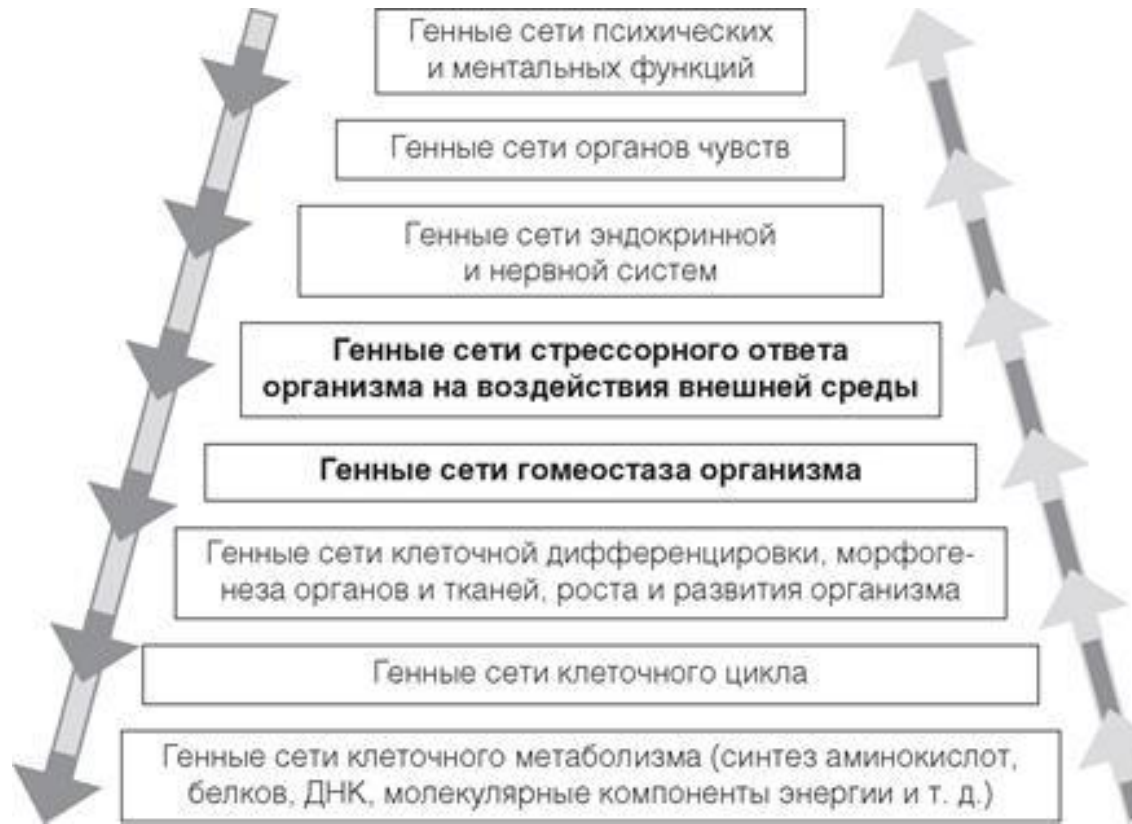 Генные сети психических
и ментальных функций
Генные сети органов чувств
Генные сети эндокринной
и нервной систем
Генные сети стрессорного ответа
организма на воздействия внешней среды
Генные сети гомеостаза организма
Генные сети клеточной дифференцировки, морфоге-
неза органов и тканей, роста и развития организма
Генные сети клеточного цикла
Генные сети клеточного метаболизма (синтез аминокислот,
белков, ДНК, молекулярные компоненты энергии и т. д.)